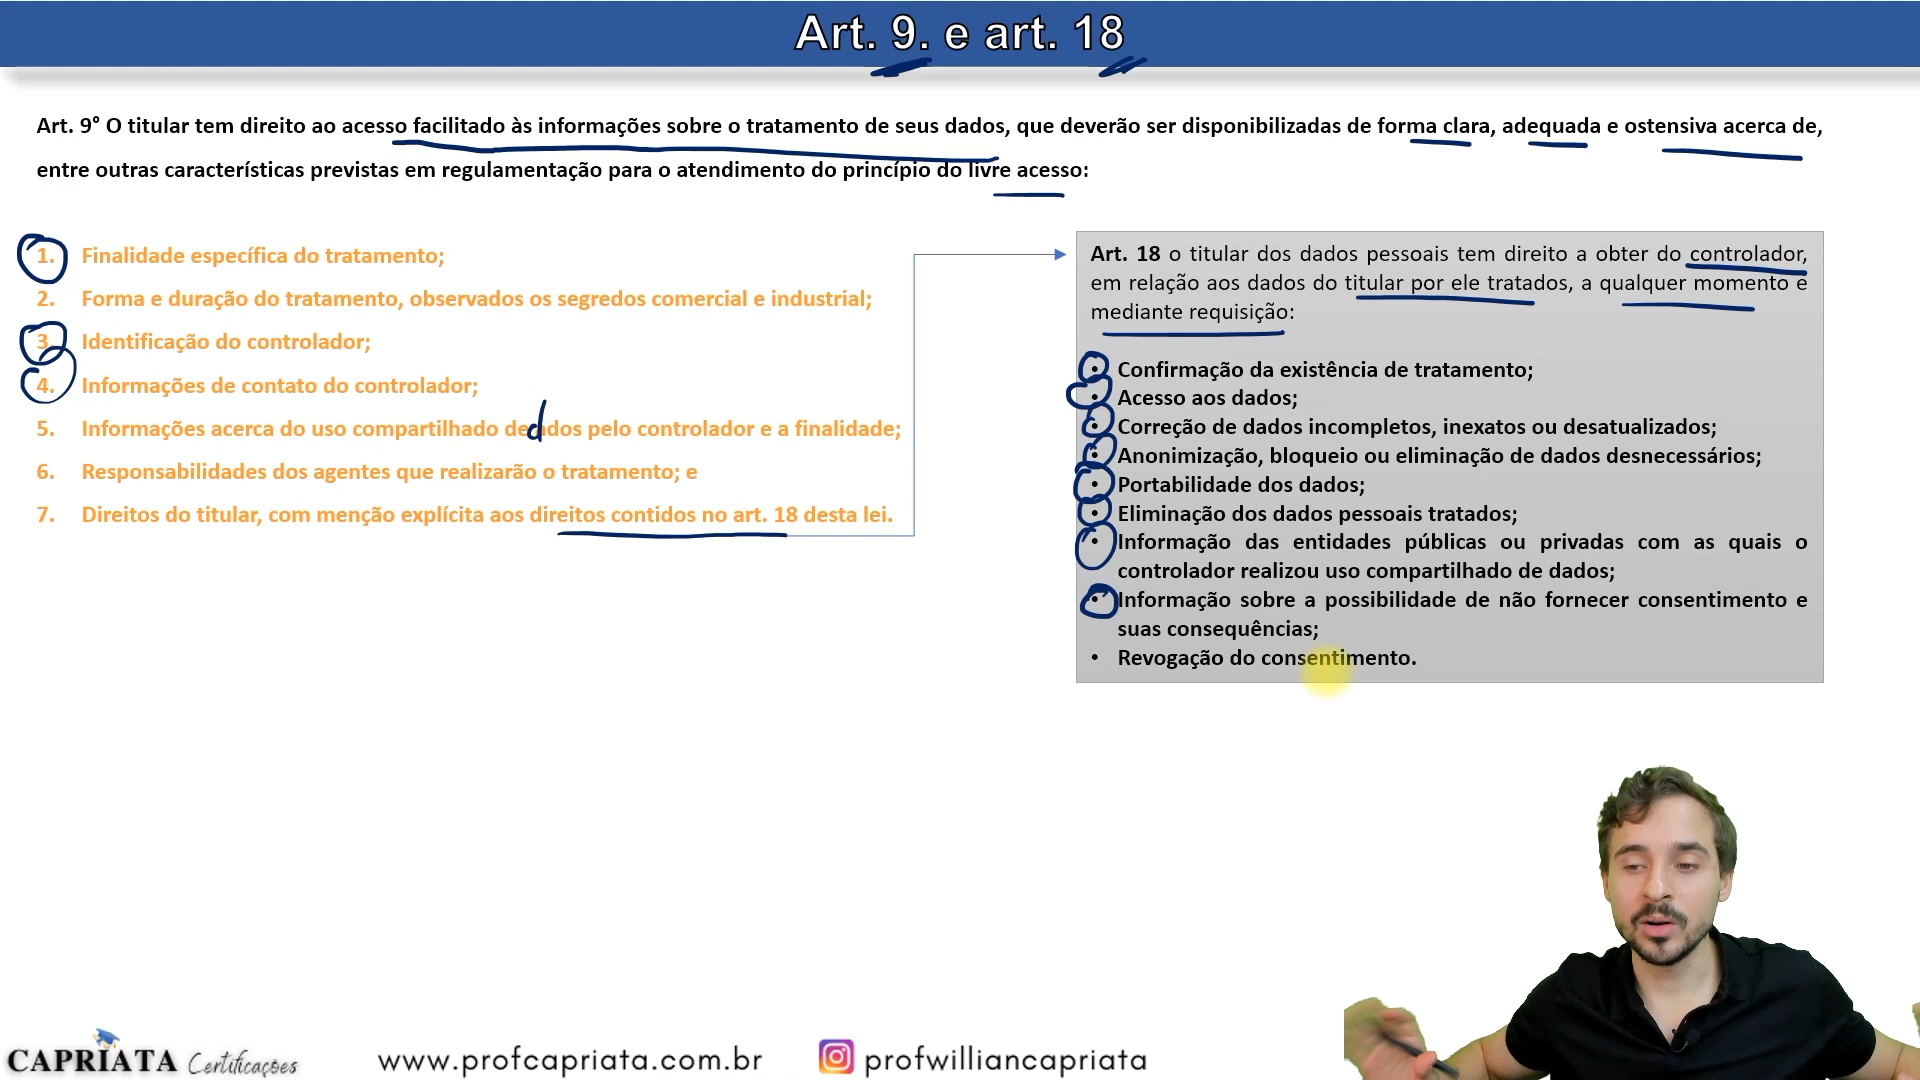 Art. 9. e art. 18
Art. 9° O titular tem direito ao acesso facilitado às informações sobre o tratamento de seus dados, que deverão ser disponibilizadas de forma clara, adequada e ostensiva acerca de,
entre outras características previstas em regulamentação para o atendimento do princípio do livre acesso:
1. Finalidade específica do tratamento;
2. Forma e duração do tratamento, observados os segredos comercial e industrial;
3. Identificação do controlador;
4. Informações de contato do controlador;
5. Informações acerca do uso compartilhado de dados pelo controlador e a finalidade;
6. Responsabilidades dos agentes que realizarão o tratamento; e
7. Direitos do titular, com menção explícita aos direitos contidos no art. 18 desta lei.
Art. 18 o titular dos dados pessoais tem direito a obter do controlador,
em relação aos dados do titular por ele tratados, a qualquer momento e
mediante requisição:
• Confirmação da existência de tratamento;
• Acesso aos dados;
• Correção de dados incompletos, inexatos ou desatualizados;
• Anonimização, bloqueio ou eliminação de dados desnecessários;
• Portabilidade dos dados;
• Eliminação dos dados pessoais tratados;
• Informação das entidades públicas ou privadas com as quais o
controlador realizou uso compartilhado de dados;
• Informação sobre a possibilidade de não fornecer consentimento e
suas consequências;
• Revogação do consentimento.
CAPRIATA Certificações
www.profcapriata.com.br
profwilliancapriata